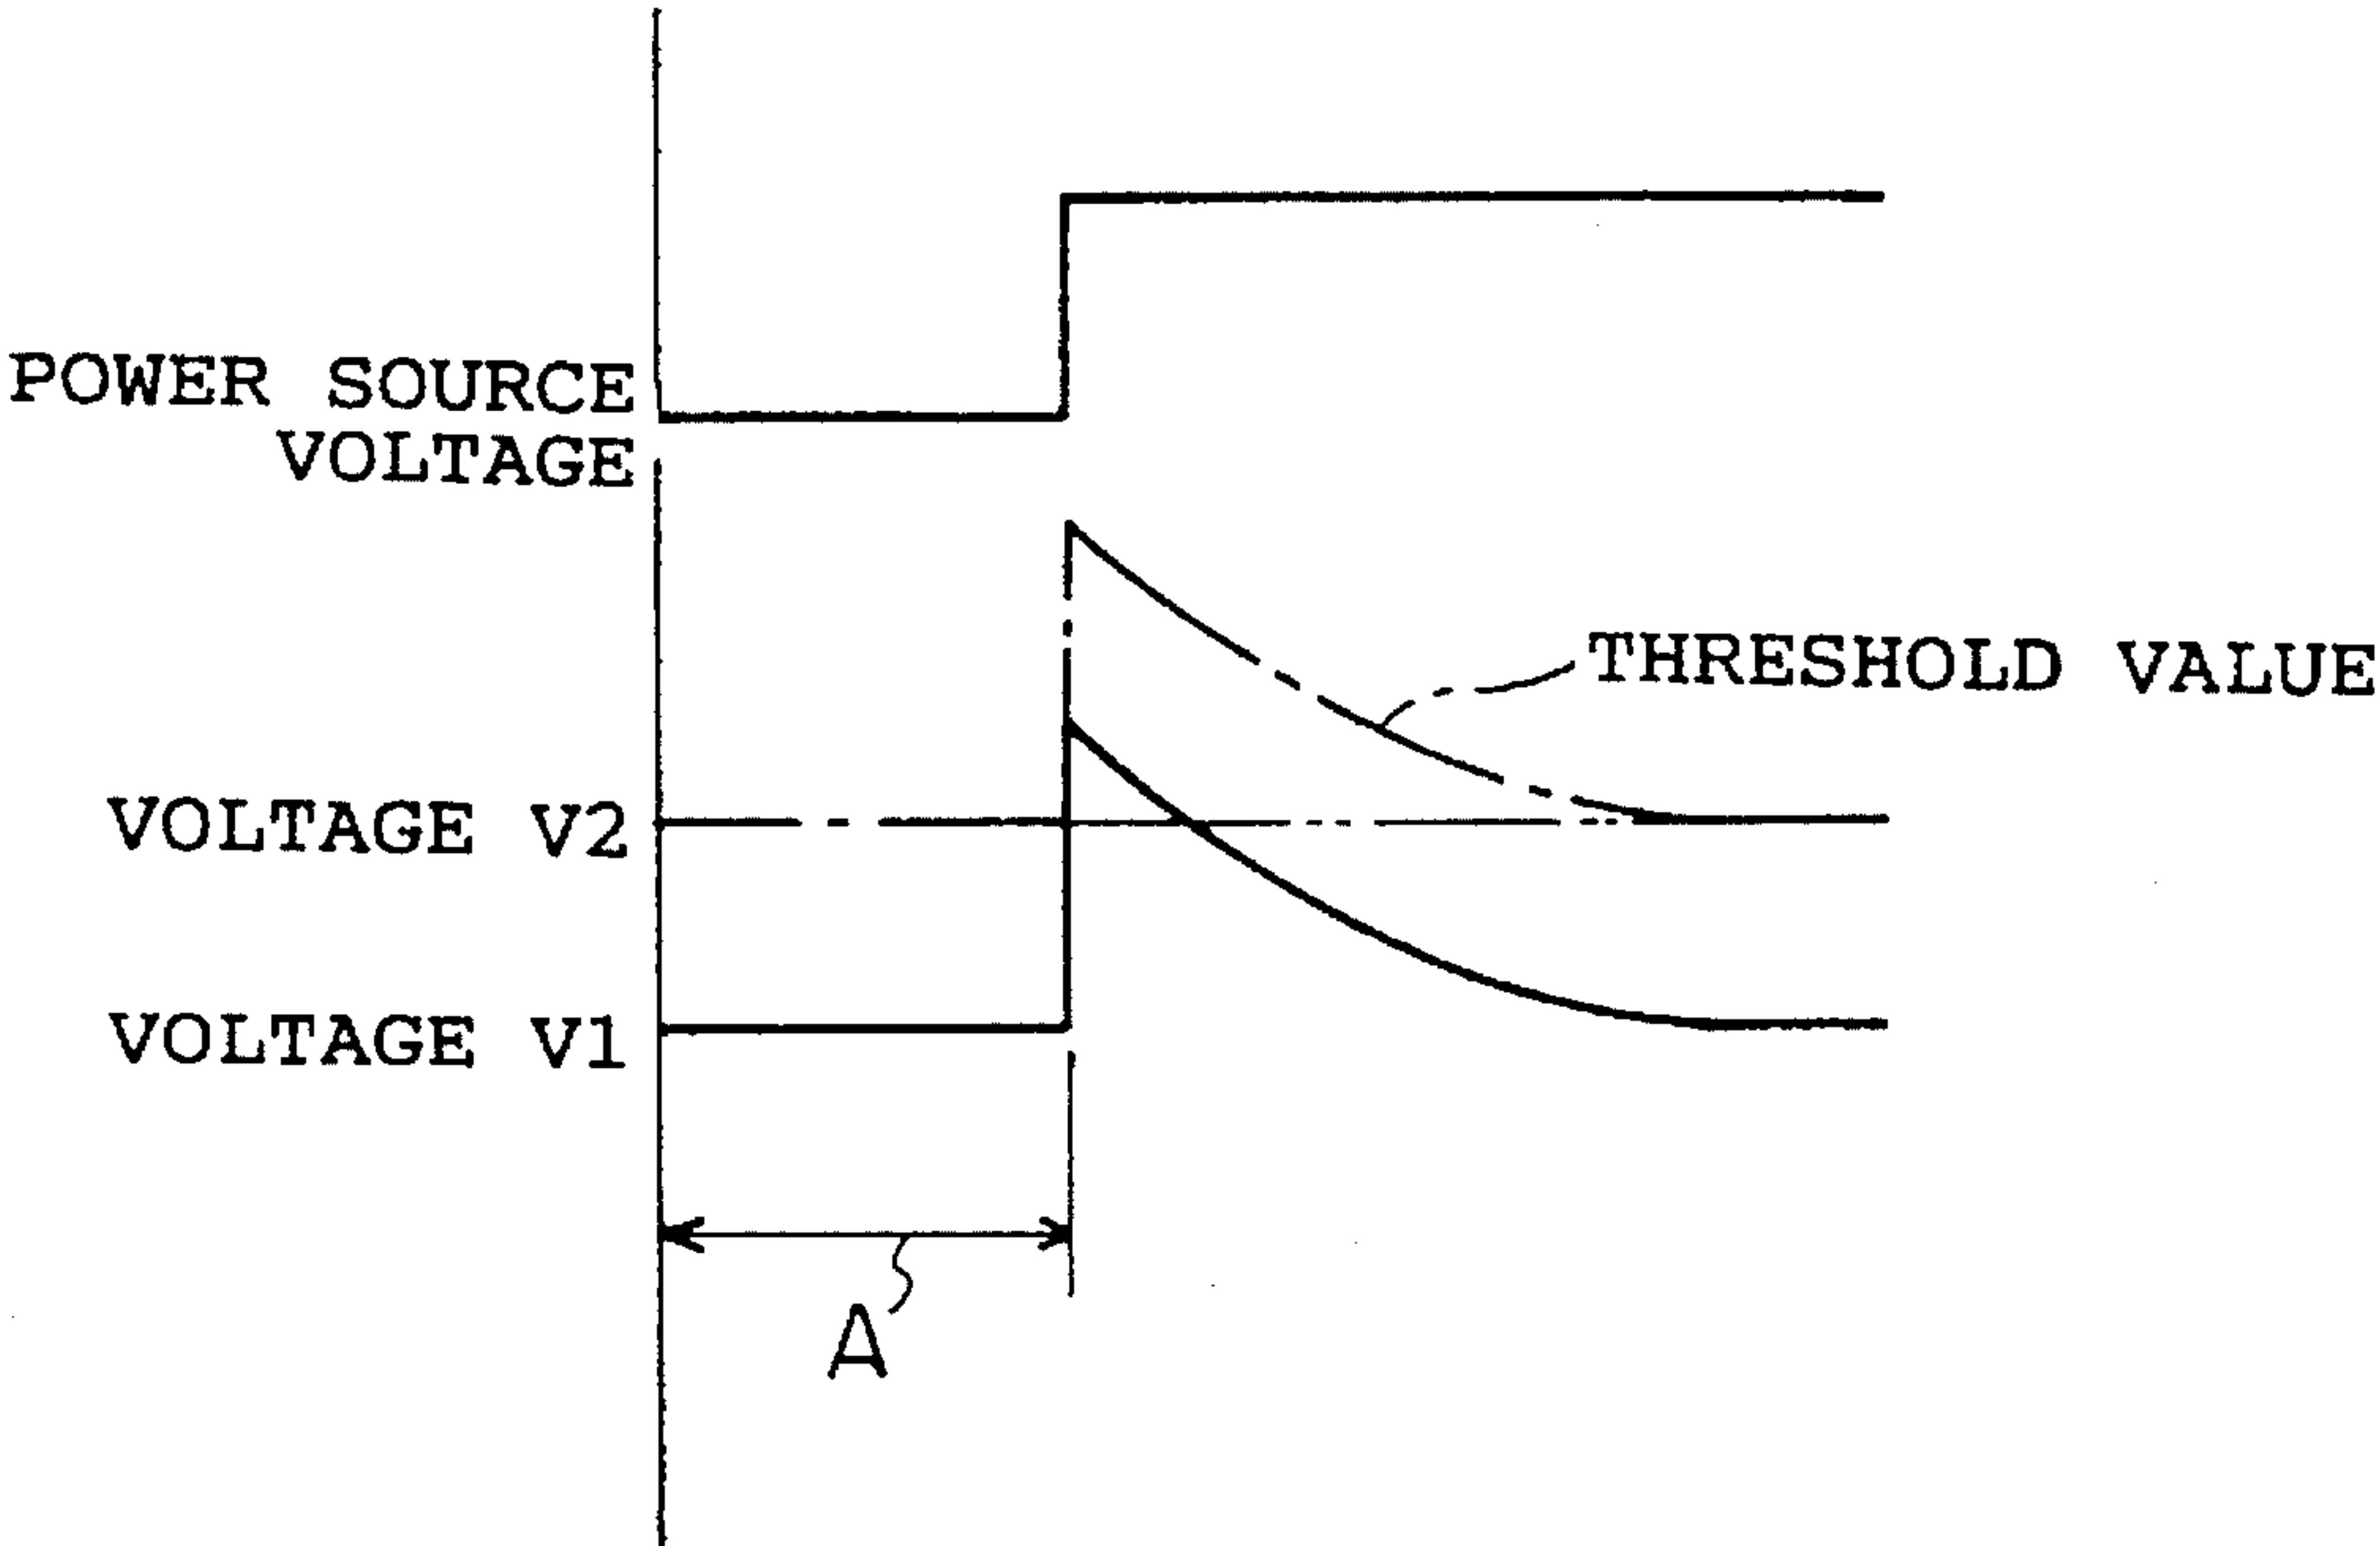 POWER SOURCE
VOLTAGE
THRESHOLD VALUE
VOLTAGE V2
VOLTAGE V1
A